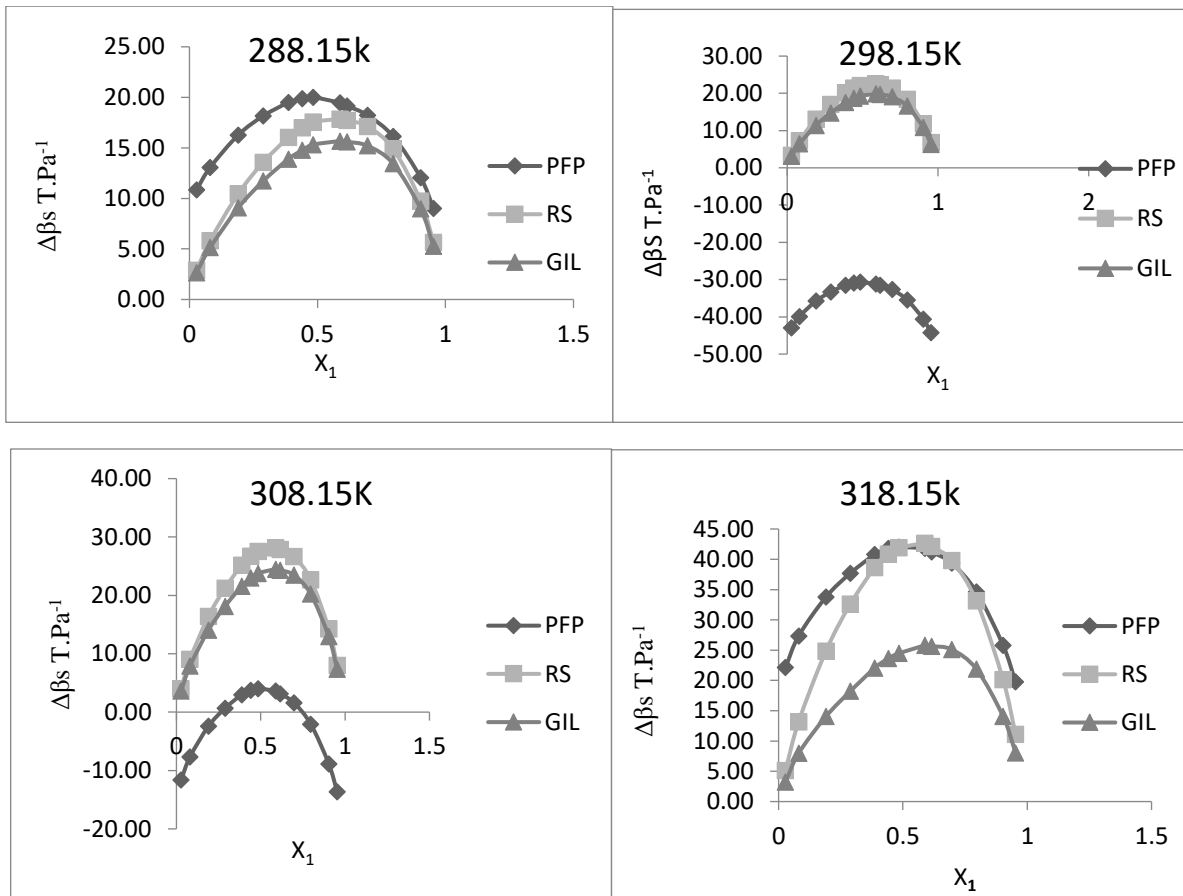 288.15k
25.00
20.00
15.00
10.00
5.00
0.00
0 0.5 1 1.5
X₁
Δβs T.Pa⁻¹
PFP
RS
GIL
298.15K
30.00
20.00
10.00
0.00
-10.00
-20.00
-30.00
-40.00
-50.00
0 1 2
X₁
ΔβS T.Pa⁻¹
PFP
RS
GIL
308.15K
40.00
30.00
20.00
10.00
0.00
-10.00
-20.00
0 0.5 1 1.5
X₁
Δβs T.Pa⁻¹
PFP
RS
GIL
318.15k
45.00
40.00
35.00
30.00
25.00
20.00
15.00
10.00
5.00
0.00
0 0.5 1 1.5
X₁
Δβs T.Pa⁻¹
PFP
RS
GIL